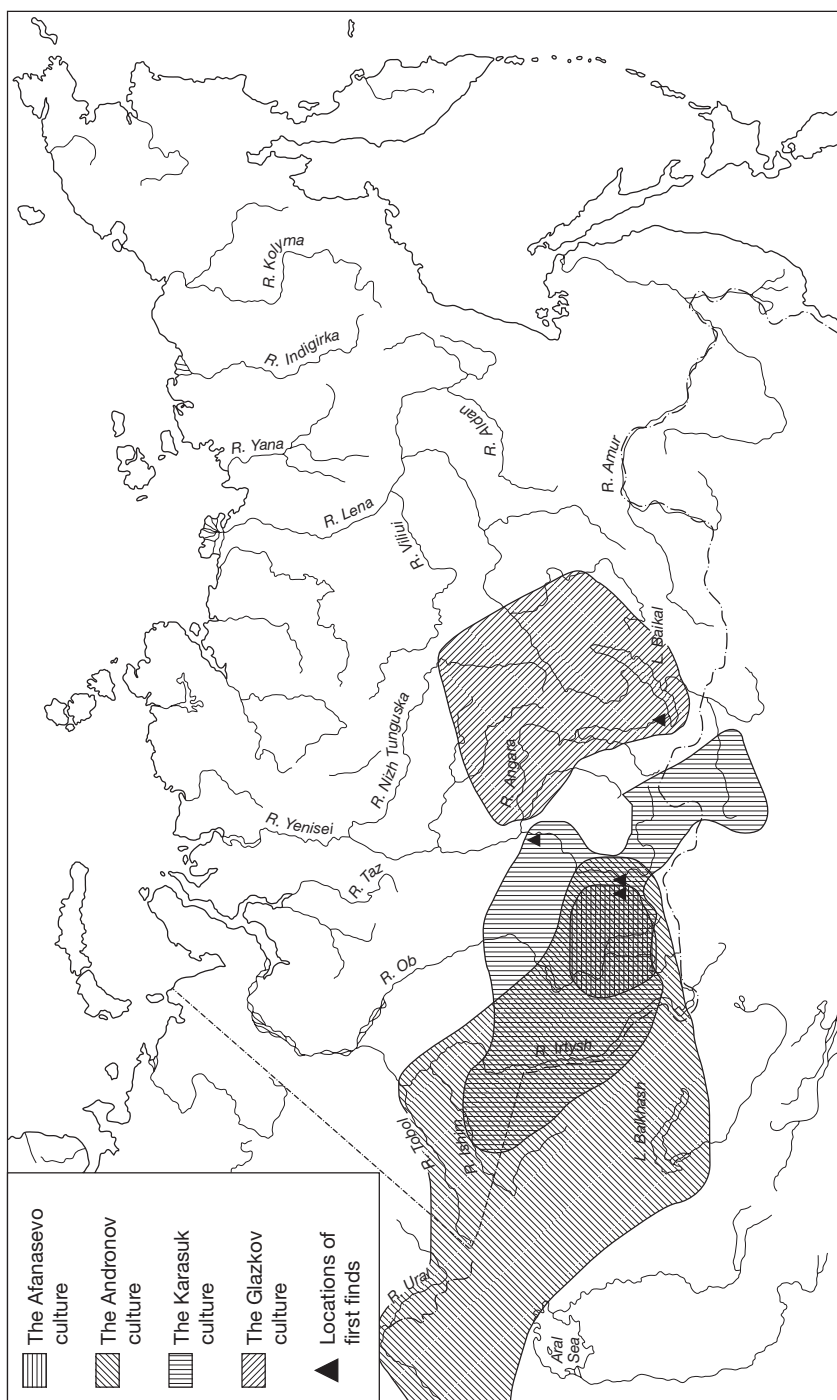 The Afanasevo
culture
The Andronov
culture
The Karasuk
culture
The Glazkov
culture
Locations of
first finds
R. Kolyma
R. Indigirka
R. Yana
R. Lena
R. Viliui
R. Aldan
R. Amur
R. Nizh Tunguska
R. Yenisei
R. Taz
R. Ob
R. Angara
L. Baikal
R. Irtysh
R. Ishim
R. Tobol
R. Ural
L. Balkhash
Aral
Sea